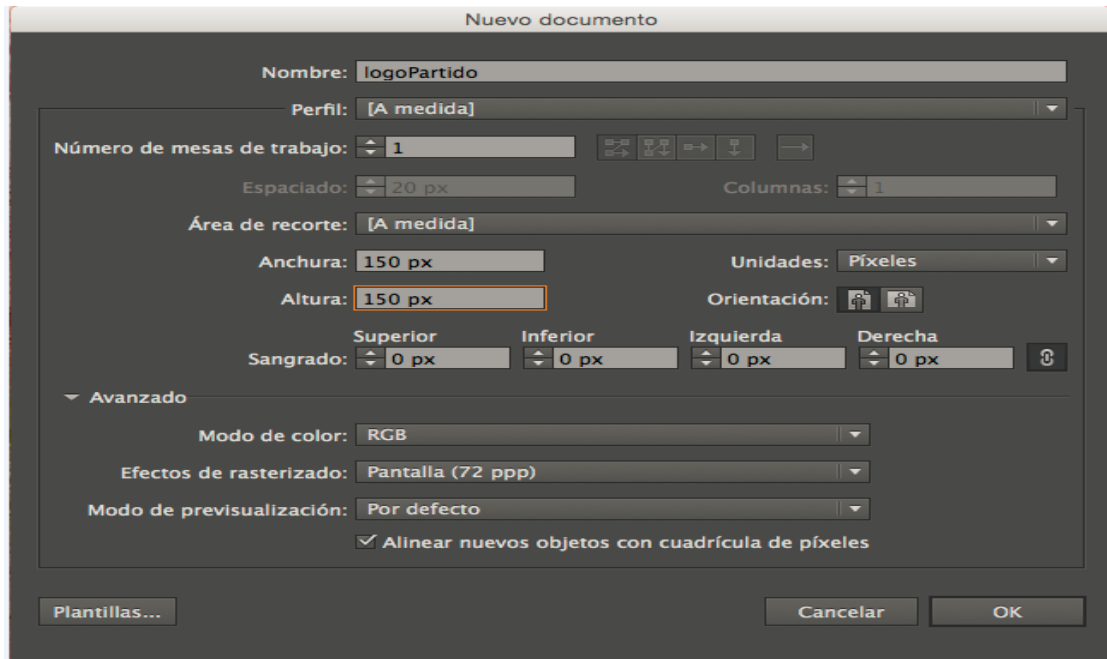 Nuevo documento
Nombre: logoPartido
Perfil: [A medida]
Número de mesas de trabajo: 1
Espaciado: 20 px Columnas: 1
Área de recorte: [A medida]
Anchura: 150 px Unidades: Píxeles
Altura: 150 px Orientación:
Superior Inferior Izquierda Derecha
Sangrado: 0 px 0 px 0 px 0 px
Avanzado
Modo de color: RGB
Efectos de rasterizado: Pantalla (72 ppp)
Modo de previsualización: Por defecto
Alinear nuevos objetos con cuadrícula de píxeles
Plantillas... Cancelar OK